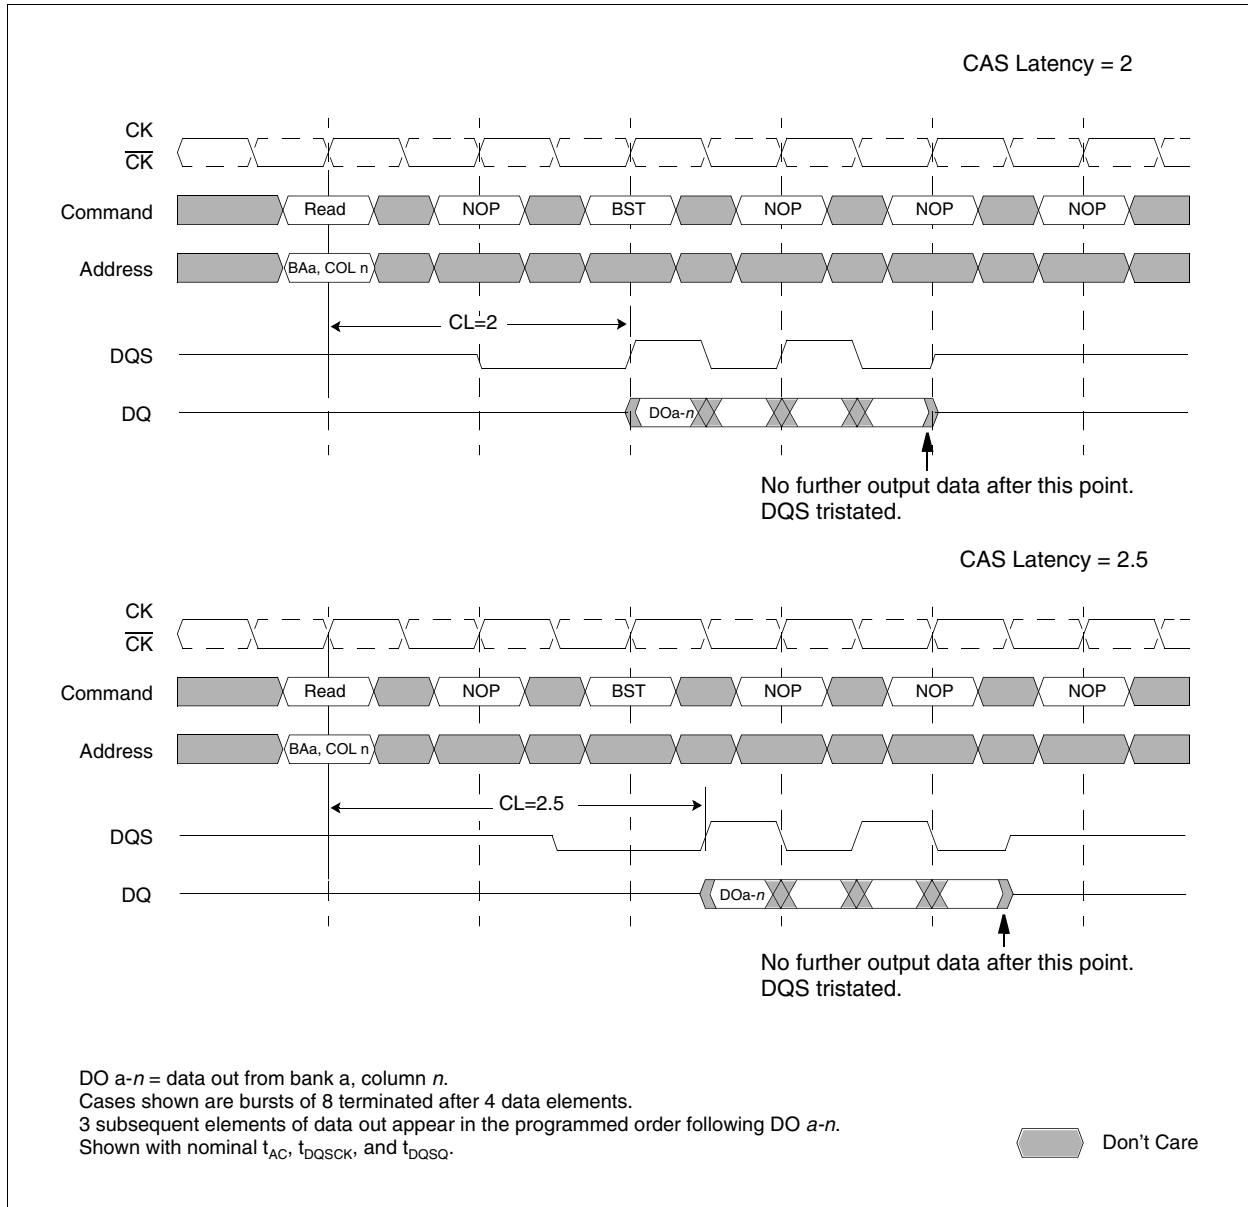 CAS Latency = 2
CK
CK
Command
Read NOP BST NOP NOP NOP
Address
BAa, COL n
CL=2
DQS
DQ
DOa-n
No further output data after this point.
DQS tristated.
CAS Latency = 2.5
CK
CK
Command
Read NOP BST NOP NOP NOP
Address
BAa, COL n
CL=2.5
DQS
DQ
DOa-n
No further output data after this point.
DQS tristated.
DO a-n = data out from bank a, column n.
Cases shown are bursts of 8 terminated after 4 data elements.
3 subsequent elements of data out appear in the programmed order following DO a-n.
Shown with nominal tAC, tDQSCK, and tDQSQ.
Don't Care